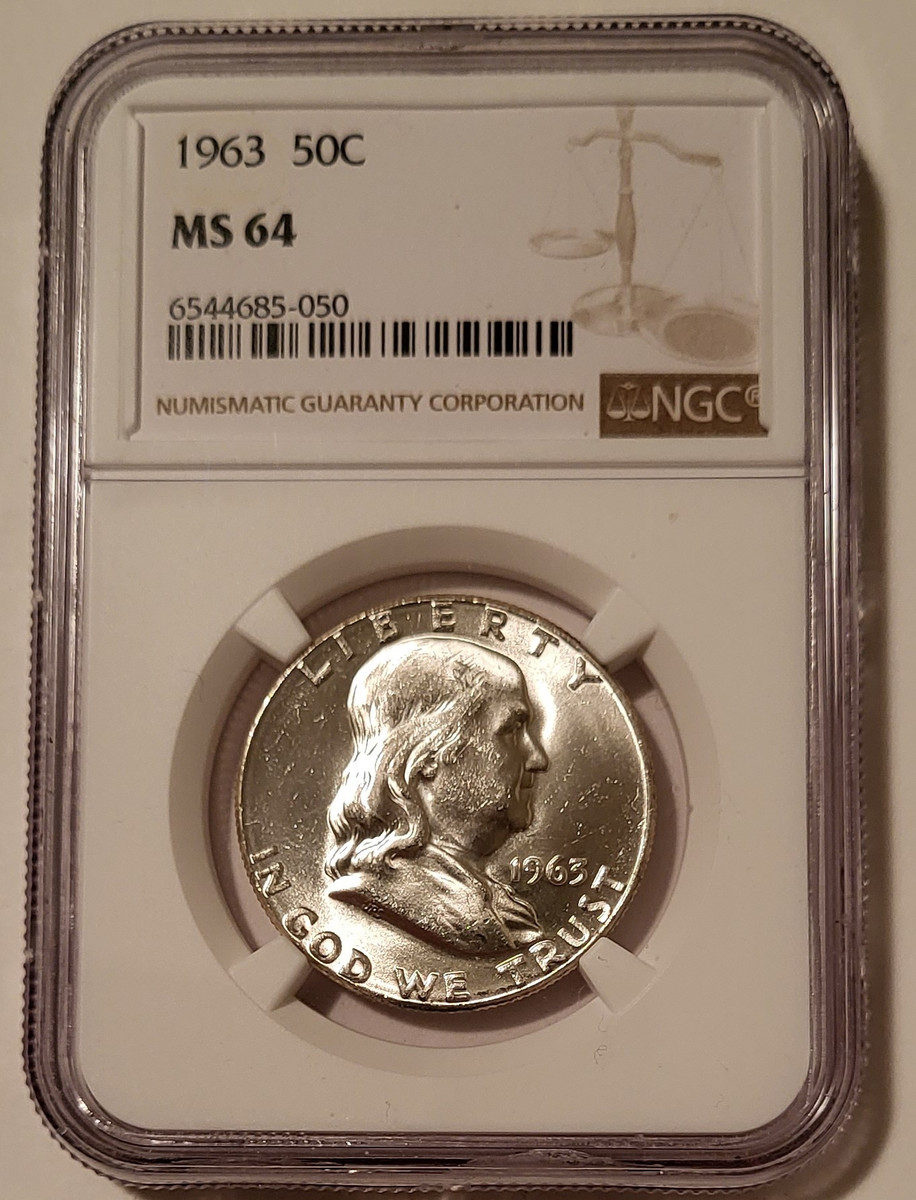 1963 50C
MS 64
6544685-050
NUMISMATIC GUARANTY CORPORATION
NGC®
LIBERTY
1963
IN GOD WE TRUST